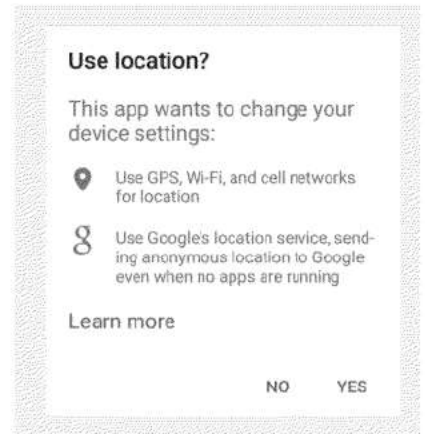 Use location?
This app wants to change your
device settings:
Use GPS, Wi-Fi, and cell networks
for location
g
Use Google's location service, send-
ing anonymous location to Google
even when no apps are running
Learn more
NO YES